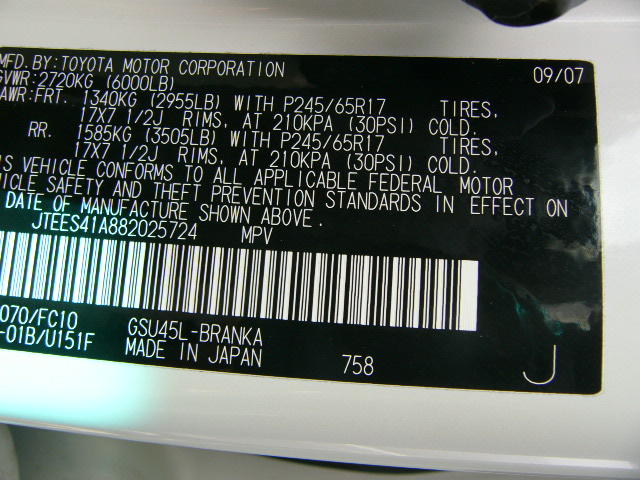 MFD. BY: TOYOTA MOTOR CORPORATION 09/07
GVWR: 2720KG (6000LB)
GAWR: FRT. 1340KG (2955LB) WITH P245/65R17 TIRES,
17X7 1/2J RIMS, AT 210KPA (30PSI) COLD.
RR. 1585KG (3505LB) WITH P245/65R17 TIRES,
17X7 1/2J RIMS, AT 210KPA (30PSI) COLD.
IS VEHICLE CONFORMS TO ALL APPLICABLE FEDERAL MOTOR
HICLE SAFETY AND THEFT PREVENTION STANDARDS IN EFFECT ON
DATE OF MANUFACTURE SHOWN ABOVE.
JTEES41A882025724 MPV
070/FC10 GSU45L-BRANKA
-01B/U151F MADE IN JAPAN 758 J